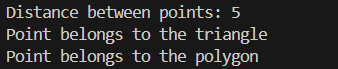 Distance between points: 5
Point belongs to the triangle
Point belongs to the polygon